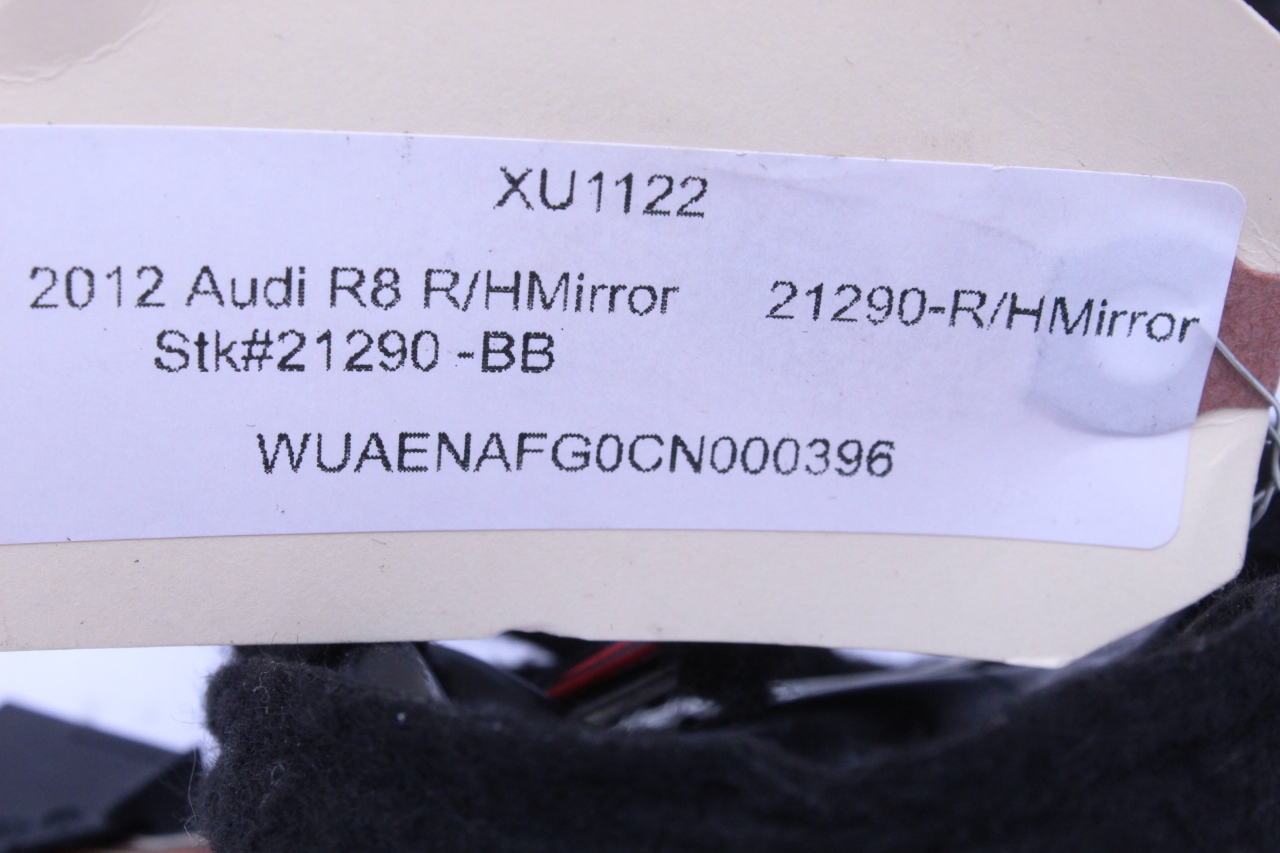 XU1122
2012 Audi R8 R/HMirror 21290-R/HMirror
Stk#21290 -BB
WUAENAFG0CN000396